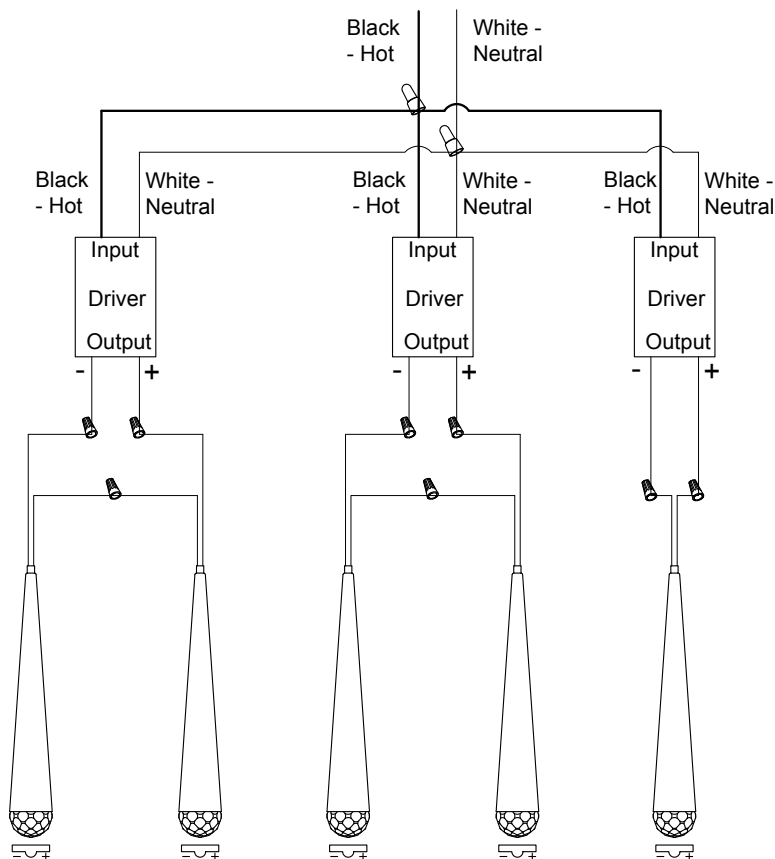 Black
- Hot
White -
Neutral
Black
- Hot
White -
Neutral
Black
- Hot
White -
Neutral
Black
- Hot
White -
Neutral
Input
Driver
Output
- +
Input
Driver
Output
- +
Input
Driver
Output
- +
- +
- +
- +
- +
- +